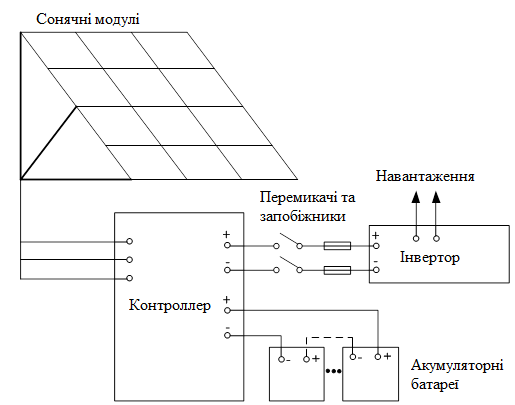 Сонячні модулі
Навантаження
Перемикачі та
запобіжники
+
-
+
-
Інвертор
Контроллер
+
-
-
+
-
+
Акумуляторні
батареї